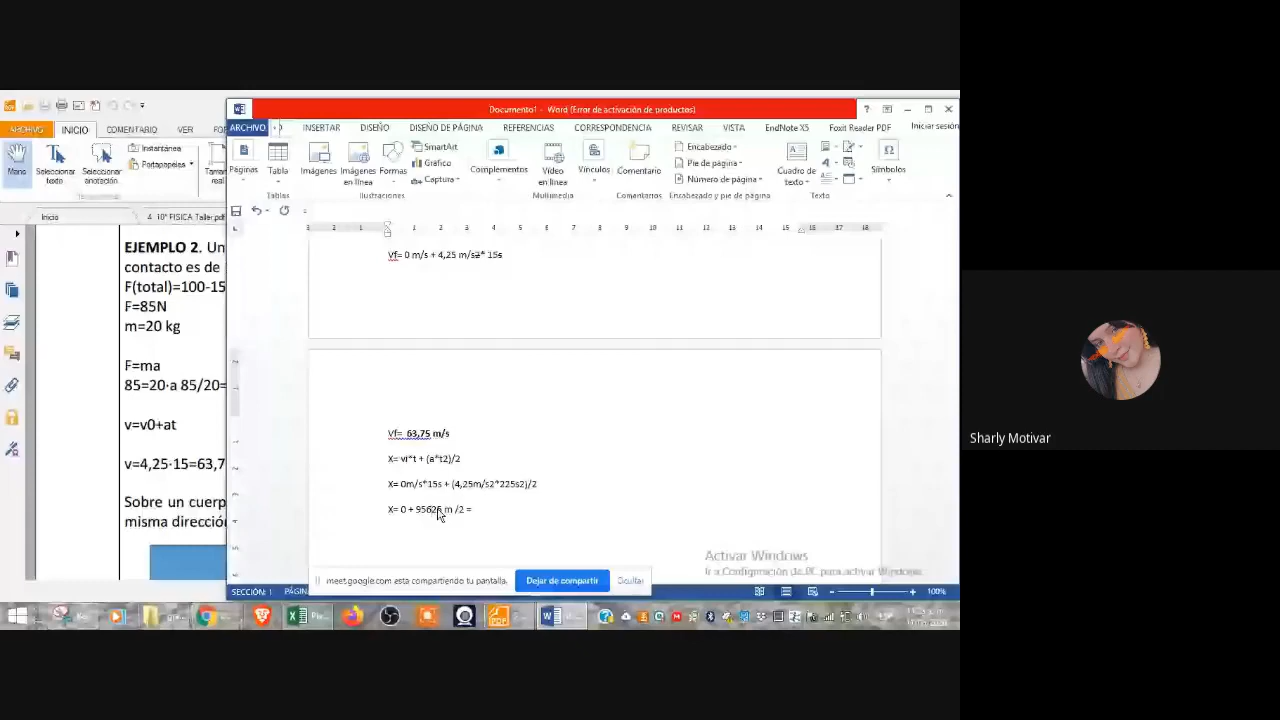 Documento1 - Word (Error de activación de productos)
ARCHIVO INICIO COMENTARIO VER
ARCHIVO INSERTAR DISEÑO DISEÑO DE PÁGINA REFERENCIAS CORRESPONDENCIA REVISAR VISTA EndNote X5 Foxit Reader PDF Iniciar sesión
Mano
Seleccionar texto
Seleccionar anotación
Instantánea
Portapapeles
Páginas
Tabla
Imágenes
Imágenes en línea
Formas
SmartArt
Gráfico
Captura
Complementos
Vídeo en línea
Vínculos
Comentario
Encabezado
Pie de página
Número de página
Cuadro de texto
Símbolos
Tablas
Ilustraciones
Multimedia
Comentarios
Encabezado y pie de página
Texto
Inicio
4. 10° FISICA Taller.pdf
EJEMPLO 2. Un
contacto es de
F(total)=100-15
F=85N
m=20 kg
F=ma
85=20·a 85/20=
v=v0+at
v=4,25·15=63,7
Sobre un cuerp
misma direcció
Vf= 0 m/s + 4,25 m/s2* 15s
Vf= 63,75 m/s
X= vi*t + (a*t2)/2
X= 0m/s*15s + (4,25m/s2*225s2)/2
X= 0 + 95625 m /2 =
Activar Windows
Ir a Configuración de PC para activar Windows
meet.google.com está compartiendo tu pantalla.
Dejar de compartir
Ocultar
SECCIÓN: 1
PÁGIN
100%
Sharly Motivar